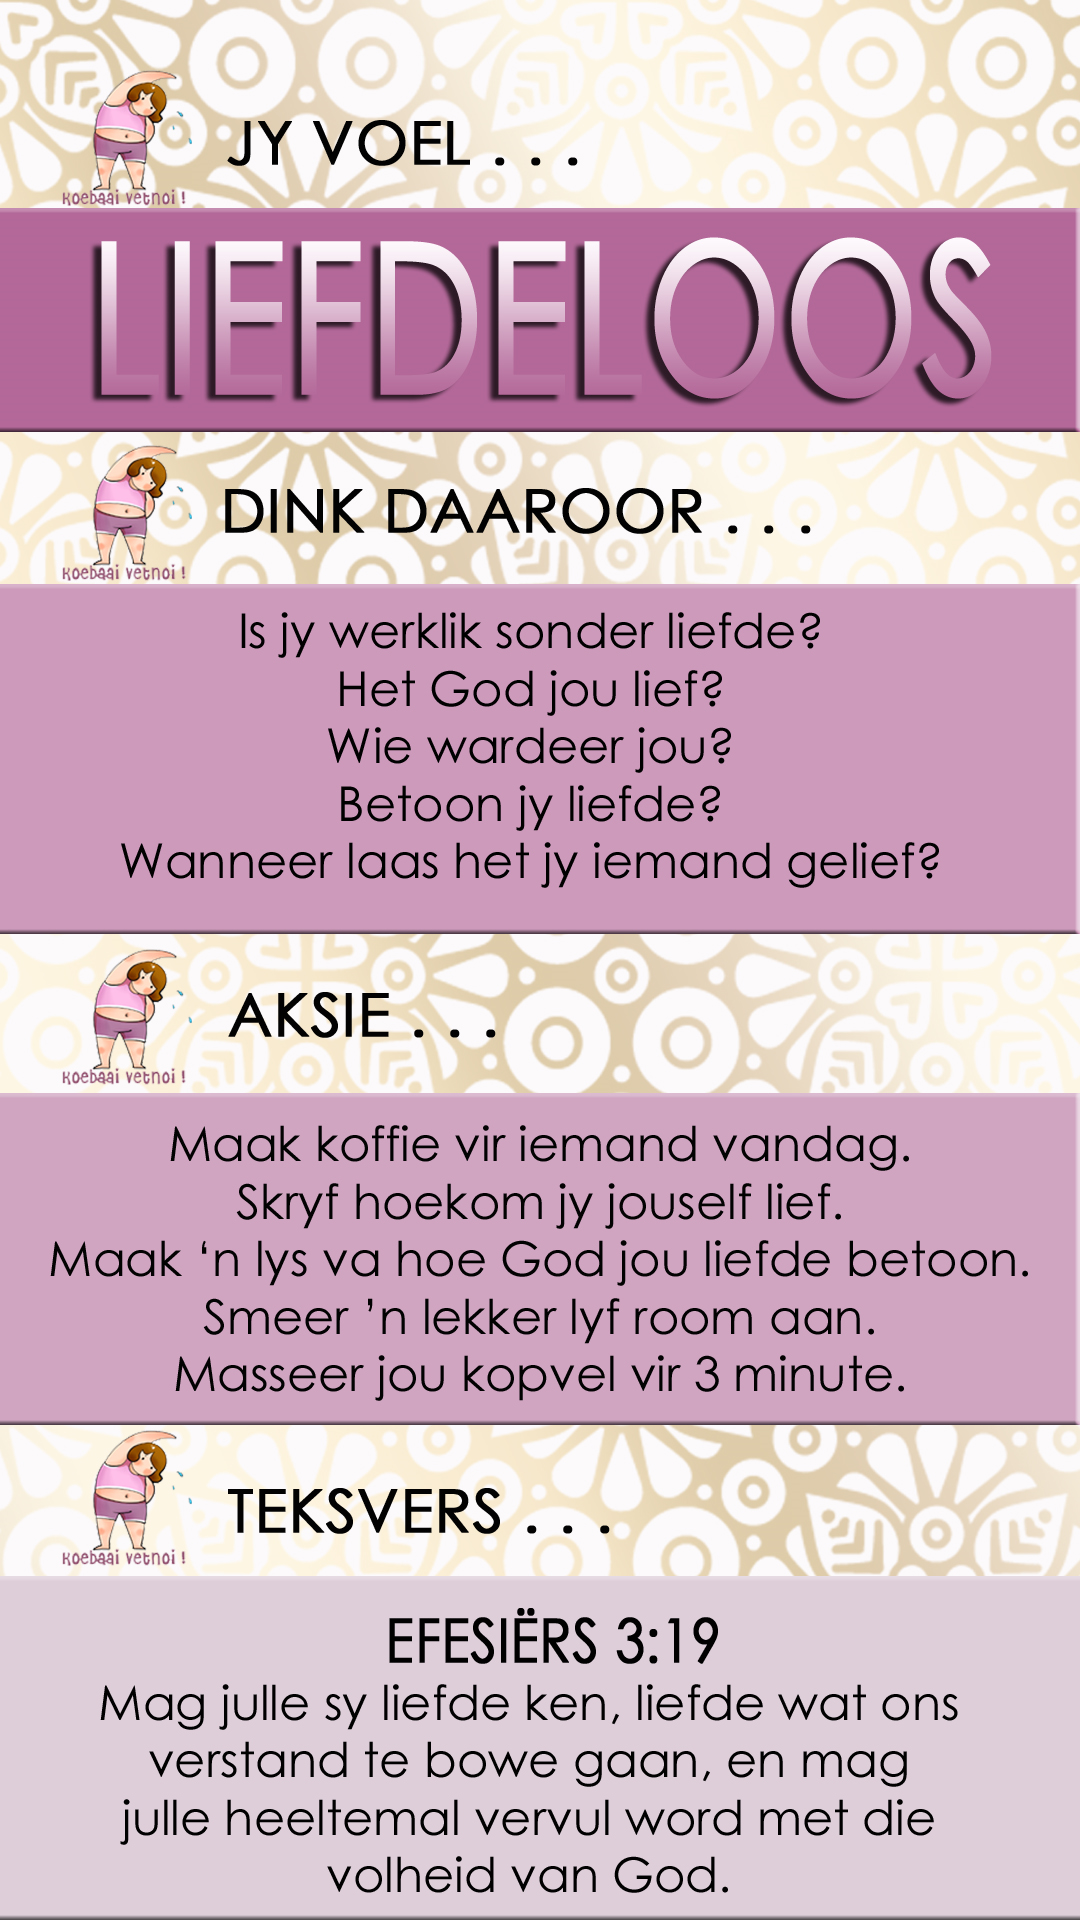 JY VOEL . . .
Koebaai vetnoi !
LIEFDELOOS
DINK DAAROOR . . .
Koebaai vetnoi !
Is jy werklik sonder liefde?
Het God jou lief?
Wie wardeer jou?
Betoon jy liefde?
Wanneer laas het jy iemand gelief?
AKSIE . . .
Koebaai vetnoi !
Maak koffie vir iemand vandag.
Skryf hoekom jy jouself lief.
Maak ‘n lys va hoe God jou liefde betoon.
Smeer ’n lekker lyf room aan.
Masseer jou kopvel vir 3 minute.
TEKSVERS . . .
Koebaai vetnoi !
EFESIËRS 3:19
Mag julle sy liefde ken, liefde wat ons
verstand te bowe gaan, en mag
julle heeltemal vervul word met die
volheid van God.